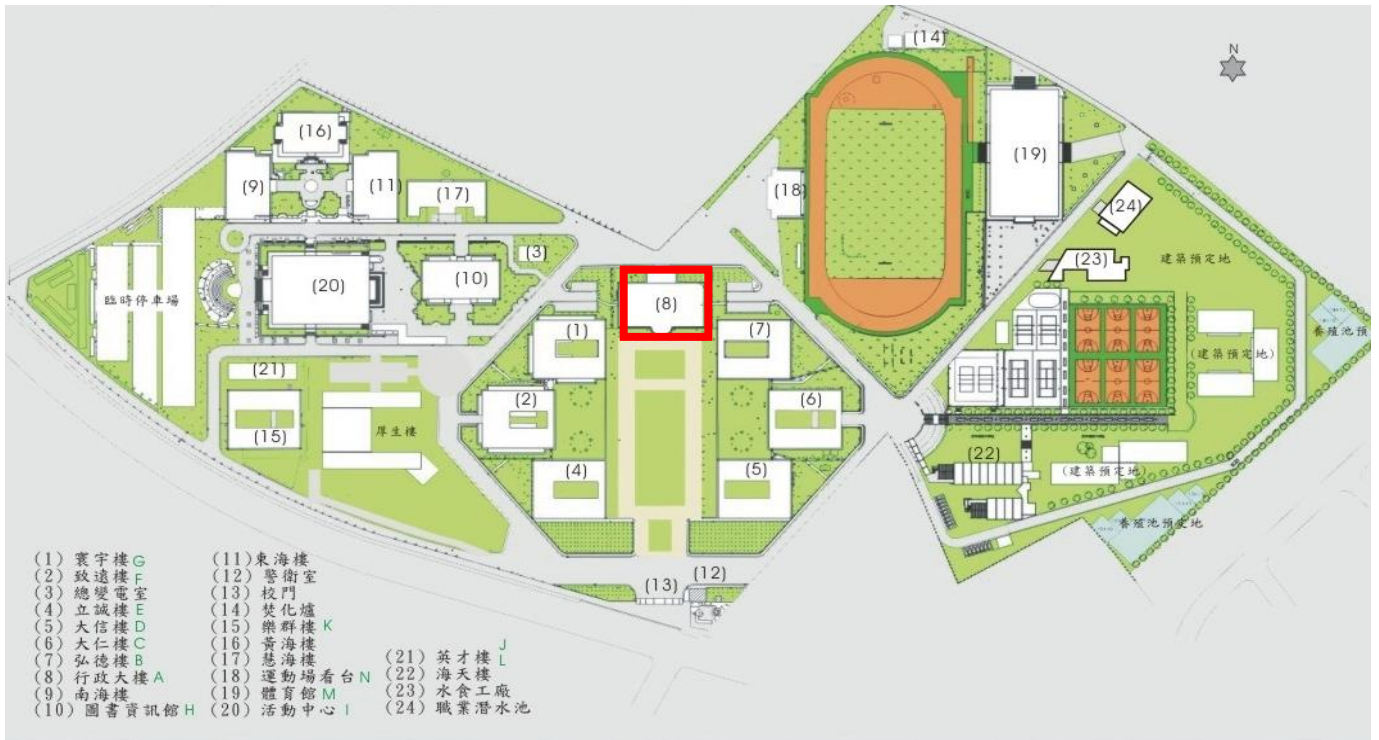 (14)
N
(16)
(19)
(9)
(11)
(17)
(18)
(24)
(3)
(23)
建築預定地
(20)
(10)
臨時停車場
(8)
(1)
(7)
養殖池預
(建築預定地)
(21)
(2)
(6)
(15)
厚生樓
(4)
(5)
(22)
(建築預定地)
養殖池預定地
(12)
(13)
(1) 寰宇樓 G
(2) 致遠樓 F
(3) 總變電室
(4) 立誠樓 E
(5) 大信樓 D
(6) 大仁樓 C
(7) 弘德樓 B
(8) 行政大樓 A
(9) 南海樓
(10) 圖書資訊館 H
(11) 東海樓
(12) 警衛室
(13) 校門
(14) 焚化爐
(15) 樂群樓 K
(16) 黃海樓
(17) 慧海樓
(18) 運動場看台 N
(19) 體育館 M
(20) 活動中心 I
J
(21) 英才樓 L
(22) 海天樓
(23) 水食工廠
(24) 職業潛水池